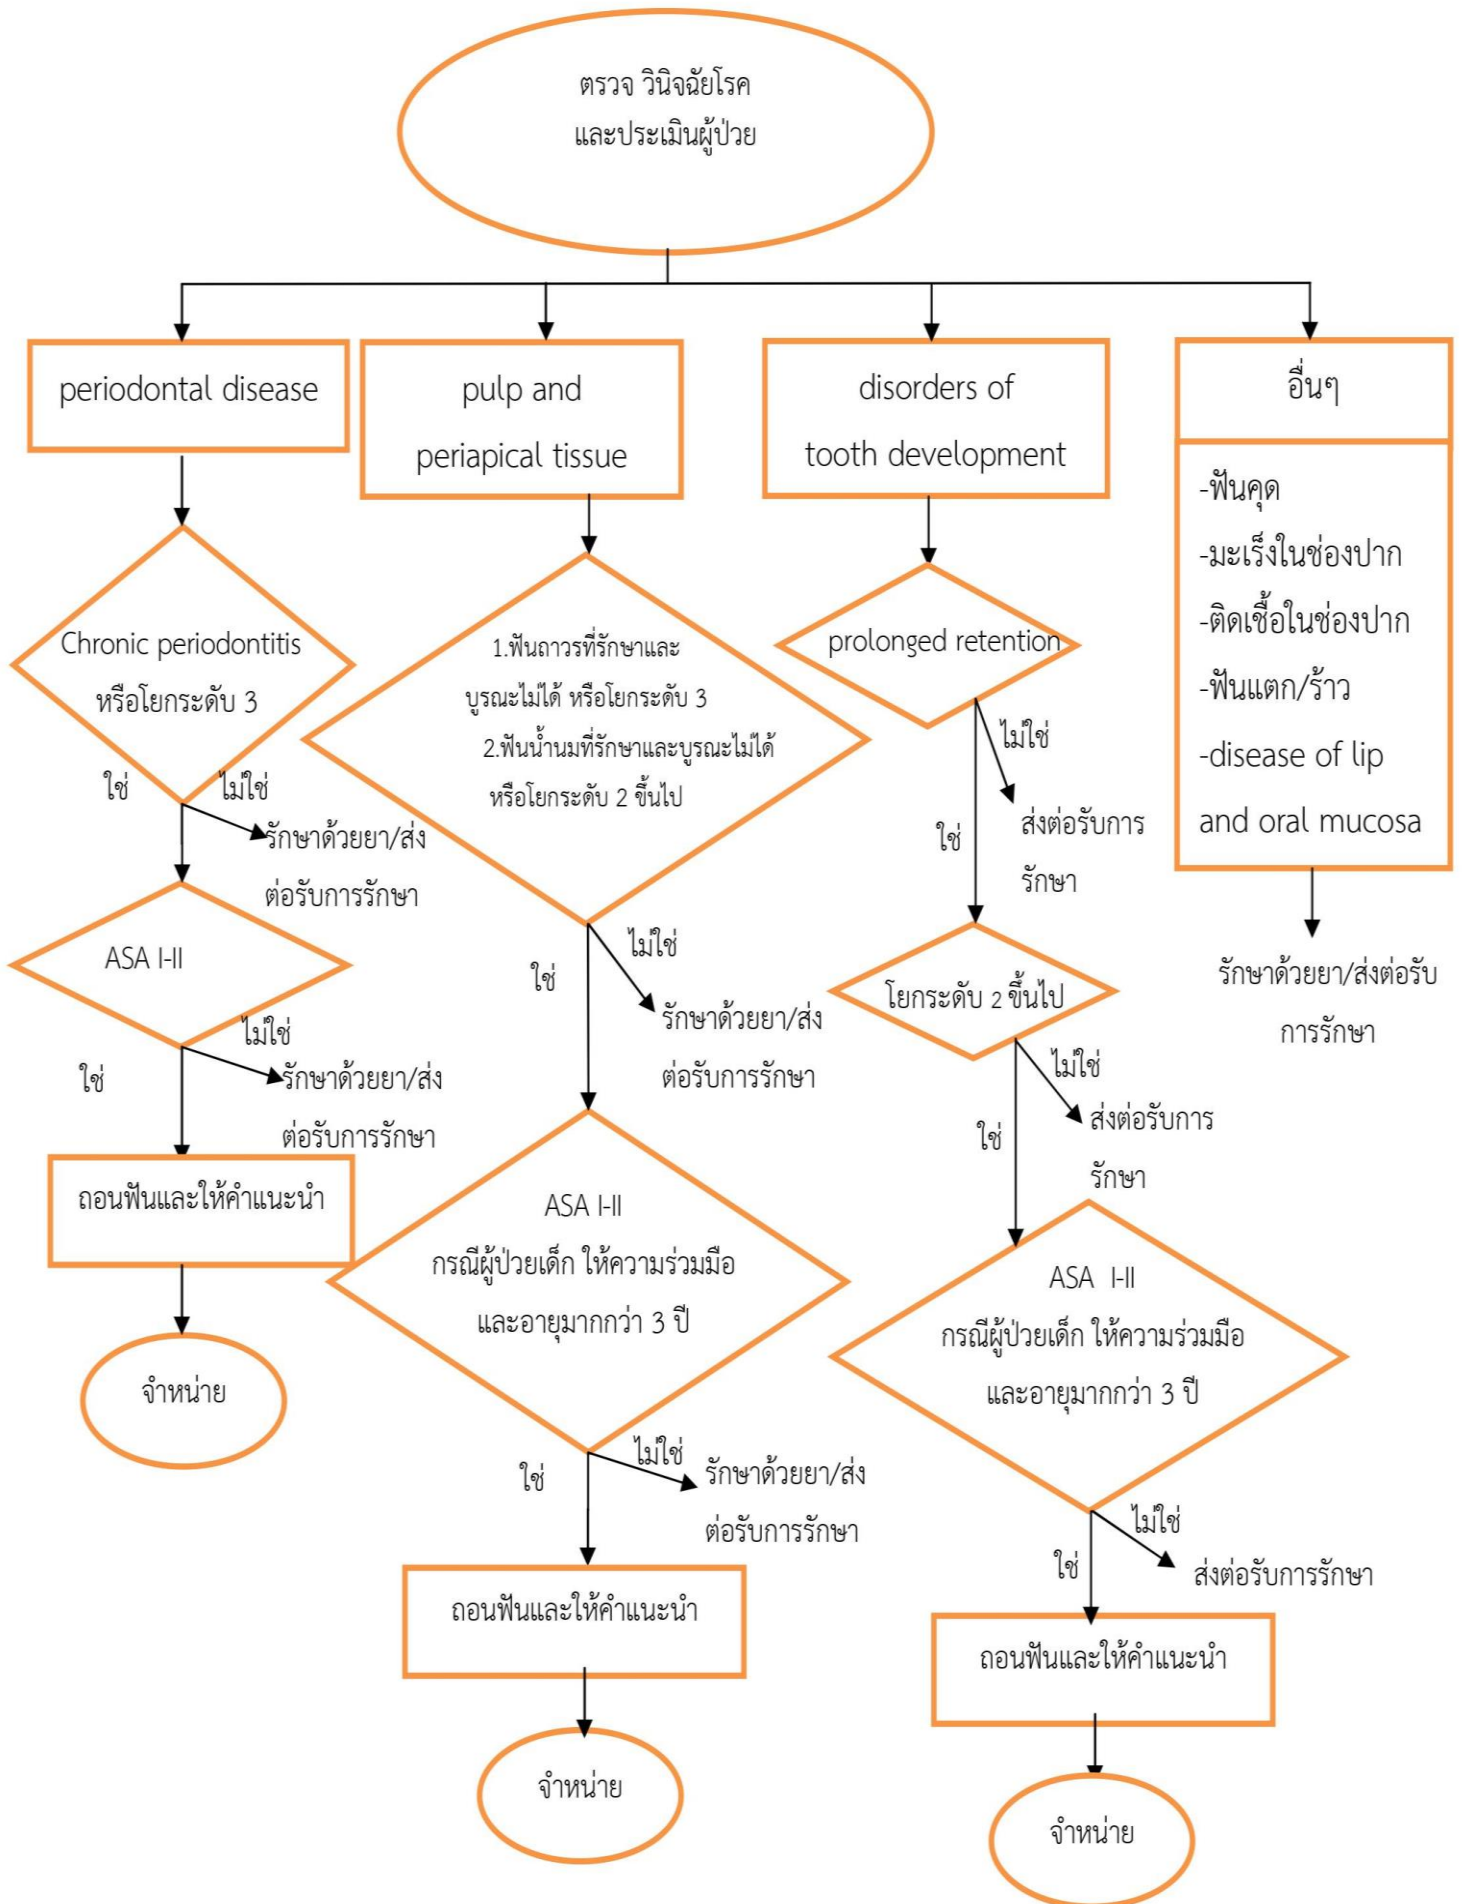 ตรวจ วินิจฉัยโรค
และประเมินผู้ป่วย
periodontal disease
Chronic periodontitis
หรือโยกระดับ 3
ใช่
ไม่ใช่
รักษาด้วยยา/ส่ง
ต่อรับการรักษา
ASA I-II
ใช่
ไม่ใช่
รักษาด้วยยา/ส่ง
ต่อรับการรักษา
ถอนฟันและให้คำแนะนำ
จำหน่าย
pulp and
periapical tissue
1.ฟันถาวรที่รักษาและ
บูรณะไม่ได้ หรือโยกระดับ 3
2.ฟันน้ำนมที่รักษาและบูรณะไม่ได้
หรือโยกระดับ 2 ขึ้นไป
ใช่
ไม่ใช่
รักษาด้วยยา/ส่ง
ต่อรับการรักษา
ASA I-II
กรณีผู้ป่วยเด็ก ให้ความร่วมมือ
และอายุมากกว่า 3 ปี
ใช่
ไม่ใช่
รักษาด้วยยา/ส่ง
ต่อรับการรักษา
ถอนฟันและให้คำแนะนำ
จำหน่าย
disorders of
tooth development
prolonged retention
ใช่
ไม่ใช่
ส่งต่อรับการ
รักษา
โยกระดับ 2 ขึ้นไป
ใช่
ไม่ใช่
ส่งต่อรับการ
รักษา
ASA I-II
กรณีผู้ป่วยเด็ก ให้ความร่วมมือ
และอายุมากกว่า 3 ปี
ใช่
ไม่ใช่
ส่งต่อรับการรักษา
ถอนฟันและให้คำแนะนำ
จำหน่าย
อื่นๆ
-ฟันคุด
-มะเร็งในช่องปาก
-ติดเชื้อในช่องปาก
-ฟันแตก/ร้าว
-disease of lip
and oral mucosa
รักษาด้วยยา/ส่งต่อรับ
การรักษา